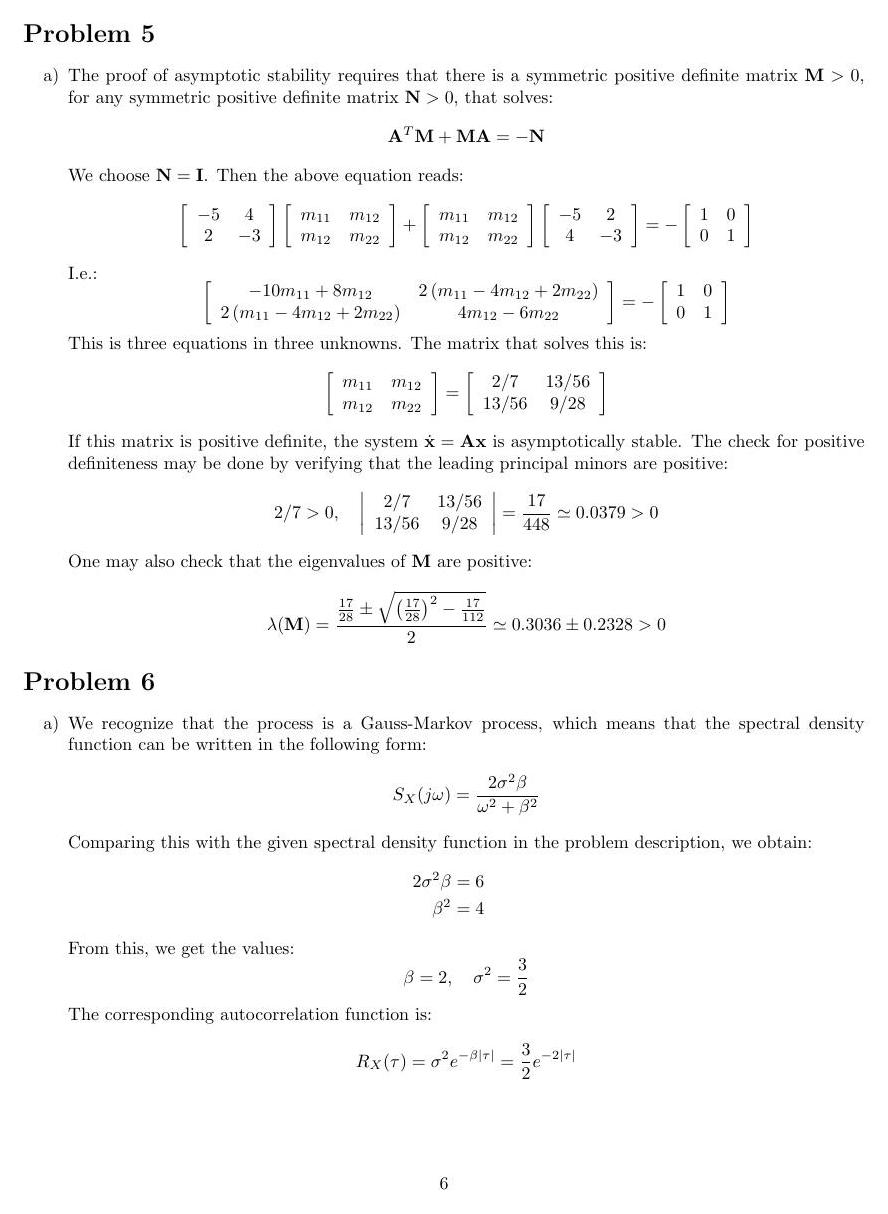 Problem 5
a) The proof of asymptotic stability requires that there is a symmetric positive definite matrix M > 0,
for any symmetric positive definite matrix N > 0, that solves:
AᵀM + MA = −N
We choose N = I. Then the above equation reads:
[ −5 4 ] [ m₁₁ m₁₂ ] + [ m₁₁ m₁₂ ] [ −5 2 ] = − [ 1 0 ]
[ 2 −3 ] [ m₁₂ m₂₂ ] [ m₁₂ m₂₂ ] [ 4 −3 ] [ 0 1 ]
I.e.:
[ −10m₁₁ + 8m₁₂ 2 (m₁₁ − 4m₁₂ + 2m₂₂) ] = − [ 1 0 ]
[ 2 (m₁₁ − 4m₁₂ + 2m₂₂) 4m₁₂ − 6m₂₂ ] [ 0 1 ]
This is three equations in three unknowns. The matrix that solves this is:
[ m₁₁ m₁₂ ] = [ 2/7 13/56 ]
[ m₁₂ m₂₂ ] [ 13/56 9/28 ]
If this matrix is positive definite, the system ẋ = Ax is asymptotically stable. The check for positive
definiteness may be done by verifying that the leading principal minors are positive:
2/7 > 0, | 2/7 13/56 | = 17/448 ≃ 0.0379 > 0
| 13/56 9/28 |
One may also check that the eigenvalues of M are positive:
λ(M) = (17/28 ± √((17/28)² − 17/112))/2 ≃ 0.3036 ± 0.2328 > 0
Problem 6
a) We recognize that the process is a Gauss-Markov process, which means that the spectral density
function can be written in the following form:
S_X(jω) = 2σ²β/(ω² + β²)
Comparing this with the given spectral density function in the problem description, we obtain:
2σ²β = 6
β² = 4
From this, we get the values:
β = 2, σ² = 3/2
The corresponding autocorrelation function is:
R_X(τ) = σ²e^{−β|τ|} = 3/2 e^{−2|τ|}
6